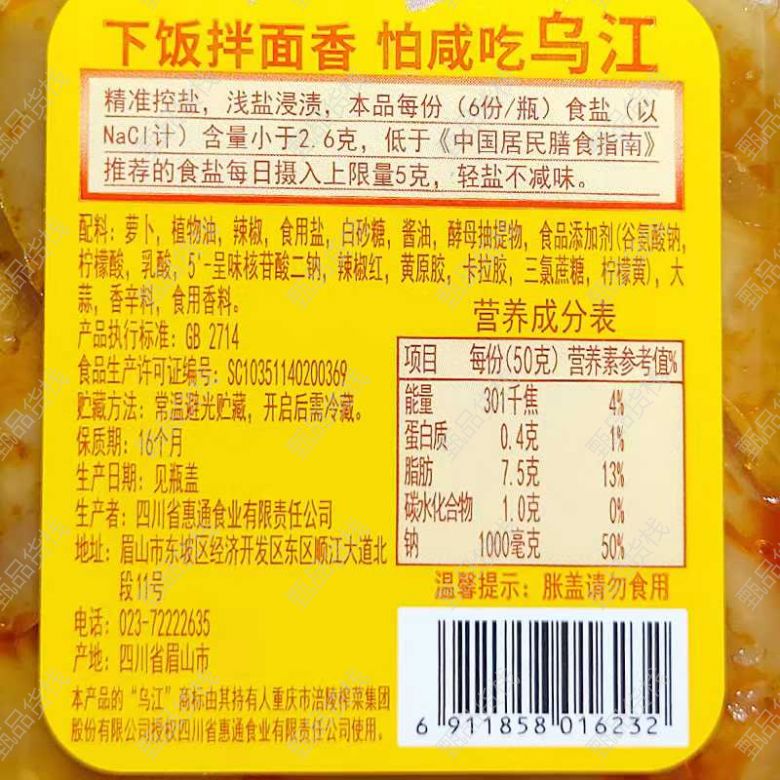 下饭拌面香 怕咸吃乌江
精准控盐，浅盐浸渍，本品每份（6份/瓶）食盐（以
NaCl计）含量小于2.6克，低于《中国居民膳食指南》
推荐的食盐每日摄入上限量5克，轻盐不减味。
配料：萝卜，植物油，辣椒，食用盐，白砂糖，酱油，酵母抽提物，食品添加剂(谷氨酸钠，
柠檬酸，乳酸，5'-呈味核苷酸二钠，辣椒红，黄原胶，卡拉胶，三氯蔗糖，柠檬黄)，大
蒜，香辛料，食用香料。
产品执行标准：GB 2714
食品生产许可证编号：SC10351140200369
贮藏方法：常温避光贮藏，开启后需冷藏。
保质期：16个月
生产日期：见瓶盖
生产者：四川省惠通食业有限责任公司
地址：眉山市东坡区经济开发区东区顺江大道北
段11号
电话：023-72222635
产地：四川省眉山市
本产品的“乌江”商标由其持有人重庆市涪陵榨菜集团
股份有限公司授权四川省惠通食业有限责任公司使用。
营养成分表
项目 每份(50克) 营养素参考值%
能量 301千焦 4%
蛋白质 0.4克 1%
脂肪 7.5克 13%
碳水化合物 1.0克 0%
钠 1000毫克 50%
温馨提示：胀盖请勿食用
6 911858 016232
甄品货栈